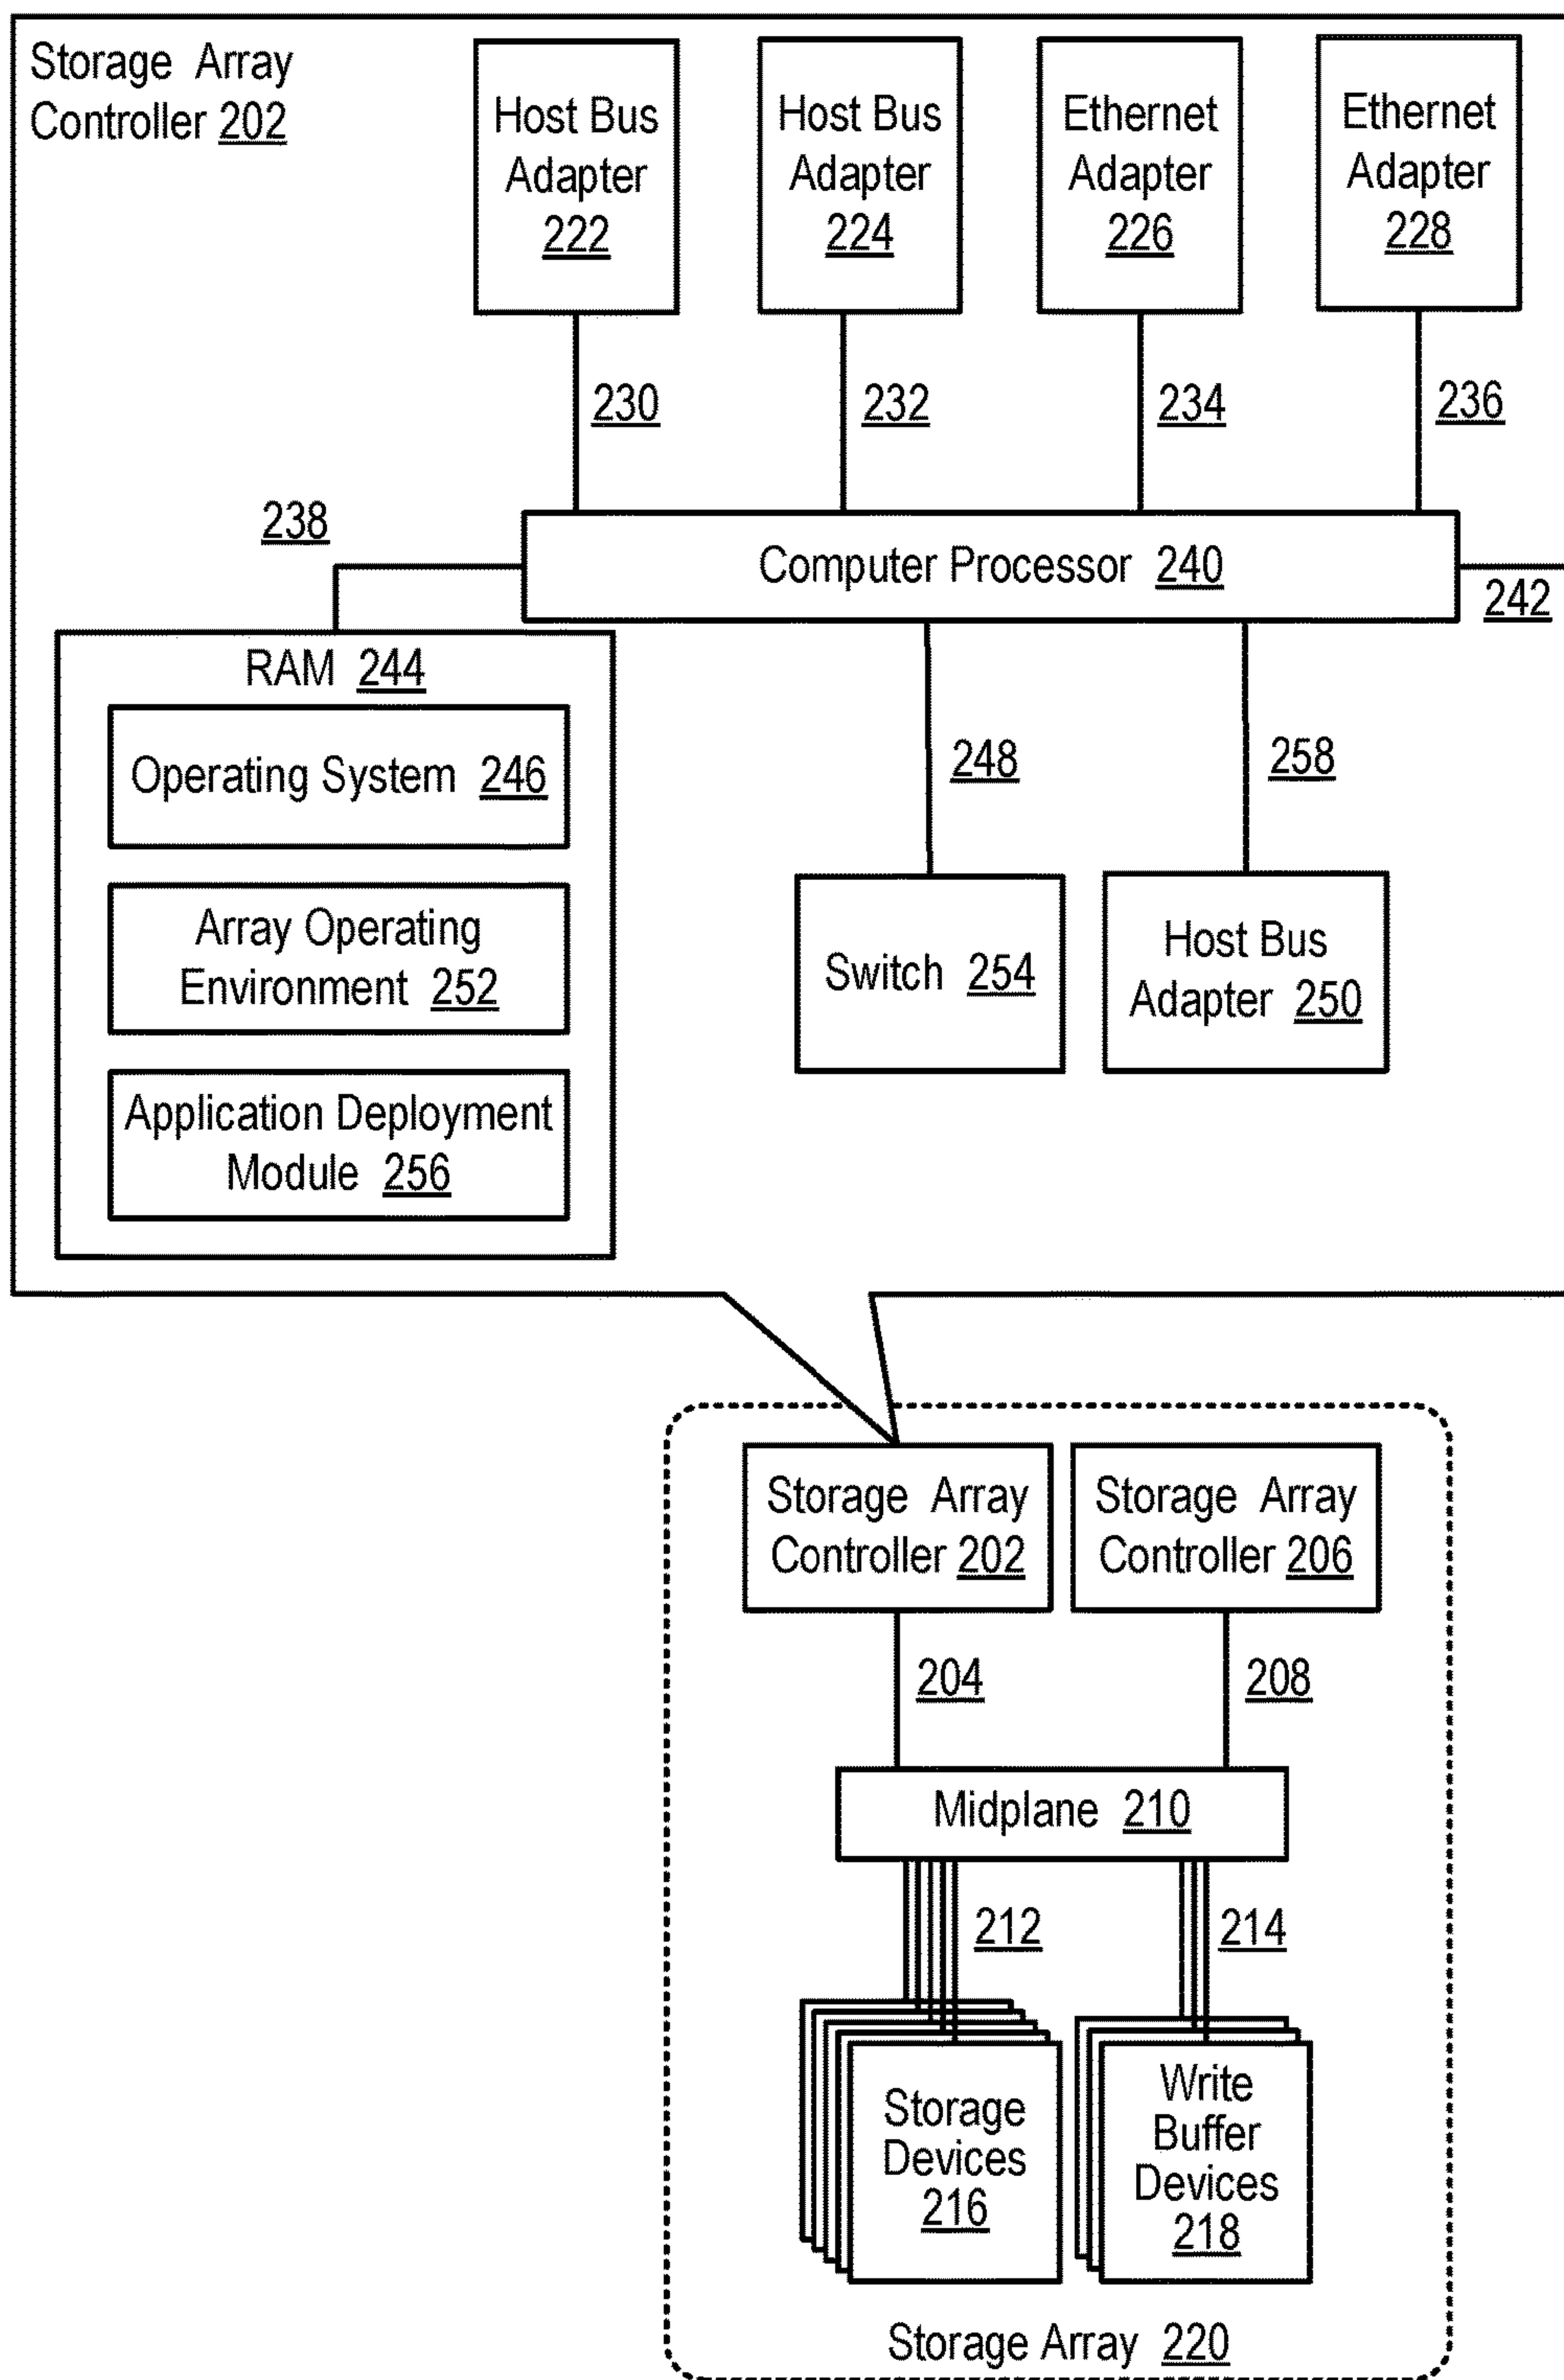 Storage Array
Controller 202
Host Bus
Adapter
222
Host Bus
Adapter
224
Ethernet
Adapter
226
Ethernet
Adapter
228
230
232
234
236
238
Computer Processor 240
242
RAM 244
Operating System 246
Array Operating
Environment 252
Application Deployment
Module 256
248
258
Switch 254
Host Bus
Adapter 250
Storage Array
Controller 202
Storage Array
Controller 206
204
208
Midplane 210
212
214
Storage
Devices
216
Write
Buffer
Devices
218
Storage Array 220